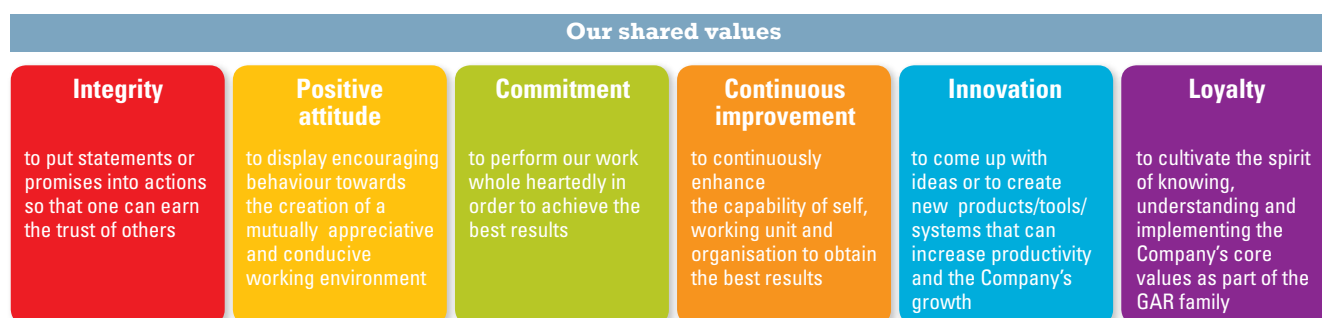 Our shared values
Integrity
to put statements or
promises into actions
so that one can earn
the trust of others
Positive
attitude
to display encouraging
behaviour towards
the creation of a
mutually appreciative
and conducive
working environment
Commitment
to perform our work
whole heartedly in
order to achieve the
best results
Continuous
improvement
to continuously
enhance
the capability of self,
working unit and
organisation to obtain
the best results
Innovation
to come up with
ideas or to create
new products/tools/
systems that can
increase productivity
and the Company's
growth
Loyalty
to cultivate the spirit
of knowing,
understanding and
implementing the
Company's core
values as part of the
GAR family